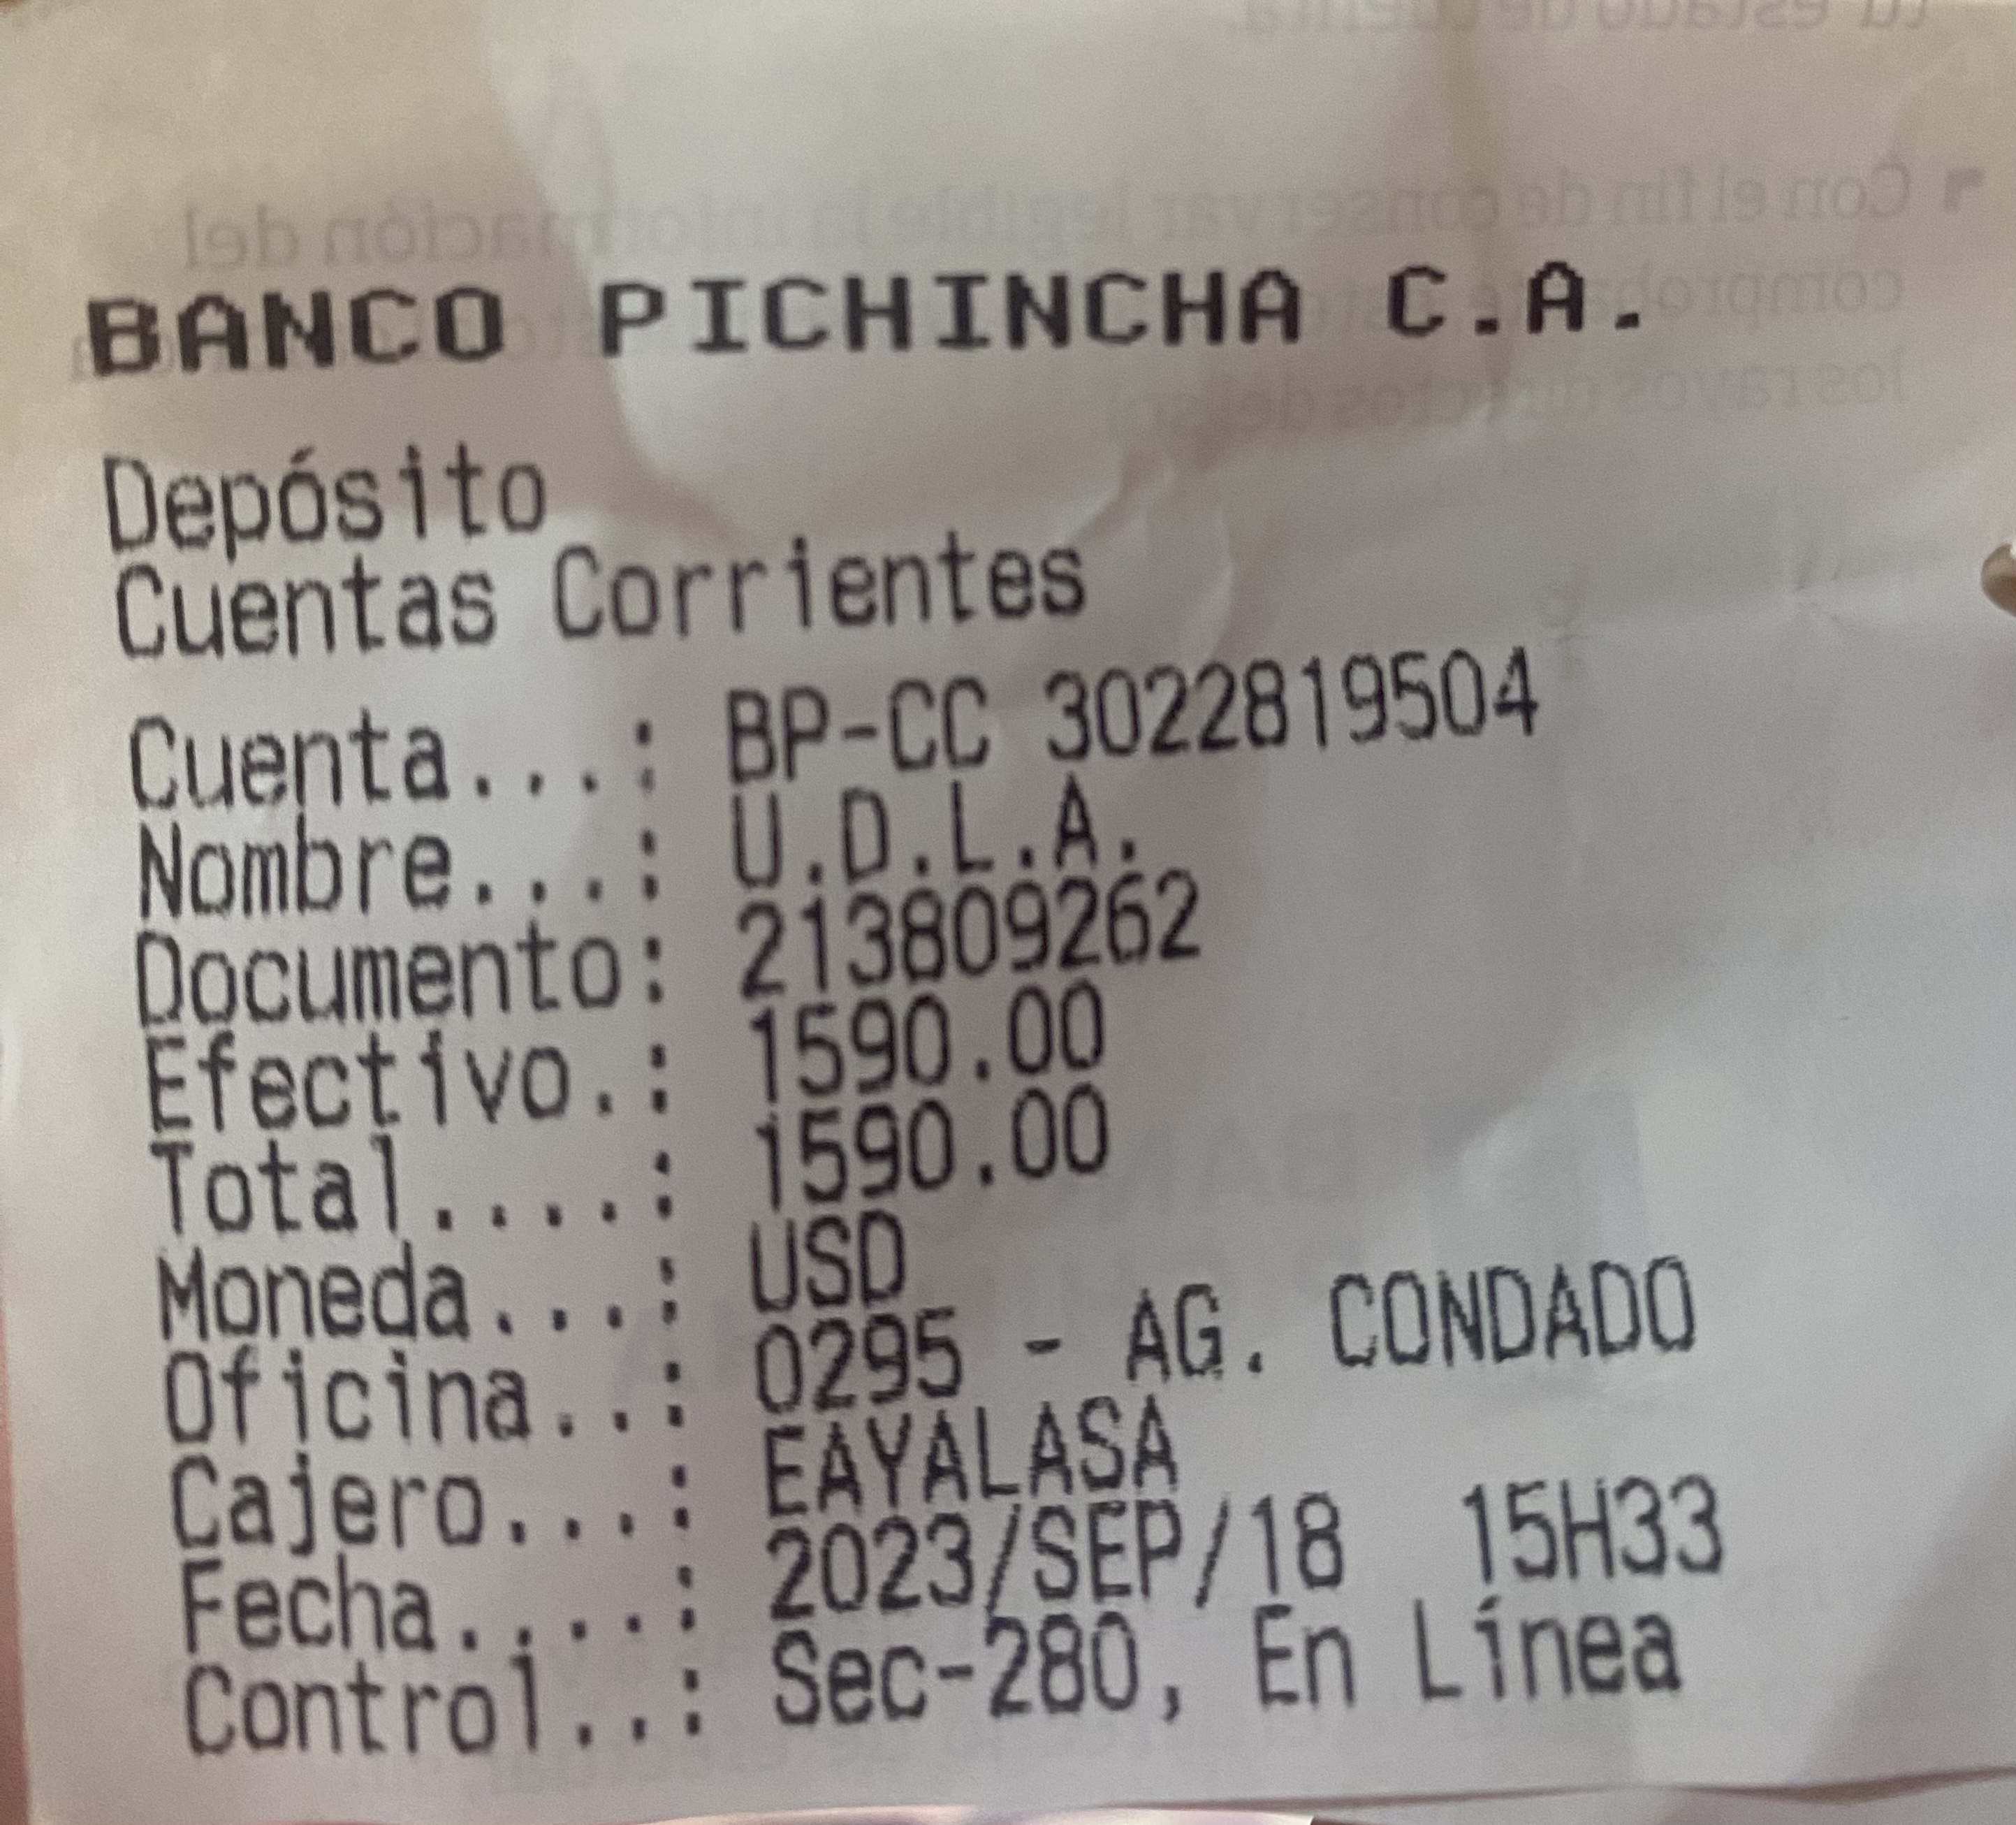 BANCO PICHINCHA C.A.
Depósito
Cuentas Corrientes
Cuenta...: BP-CC 3022819504
Nombre...: U.D.L.A.
Documento: 213809262
Efectivo.: 1590.00
Total....: 1590.00
Moneda...: USD
Oficina..: 0295 - AG. CONDADO
Cajero...: EAYALASA
Fecha....: 2023/SEP/18 15H33
Control..: Sec-280, En Línea